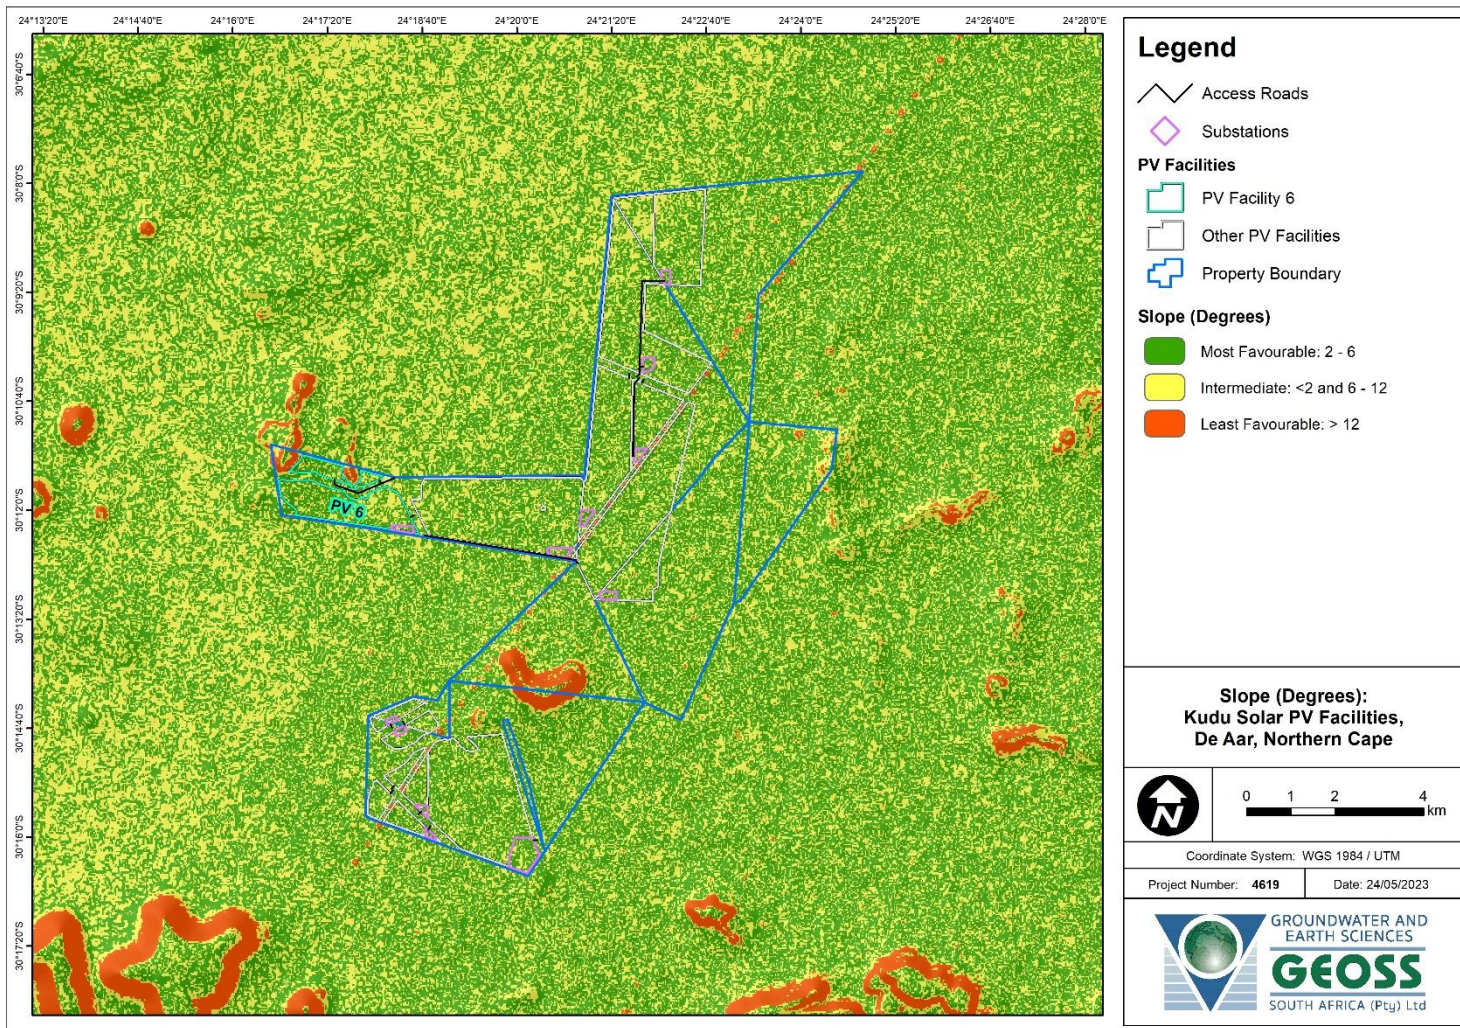 24°13'20"E 24°14'40"E 24°16'0"E 24°17'20"E 24°18'40"E 24°20'0"E 24°21'20"E 24°22'40"E 24°24'0"E 24°25'20"E 24°26'40"E 24°28'0"E
30°6'40"S
30°8'0"S
30°9'20"S
30°10'40"S
30°12'0"S
30°13'20"S
30°14'40"S
30°16'0"S
30°17'20"S
PV 6
Legend
Access Roads
Substations
PV Facilities
PV Facility 6
Other PV Facilities
Property Boundary
Slope (Degrees)
Most Favourable: 2 - 6
Intermediate: <2 and 6 - 12
Least Favourable: > 12
Slope (Degrees):
Kudu Solar PV Facilities,
De Aar, Northern Cape
N
0 1 2 4
km
Coordinate System: WGS 1984 / UTM
Project Number: 4619 Date: 24/05/2023
GROUNDWATER AND
EARTH SCIENCES
GEOSS
SOUTH AFRICA (Pty) Ltd